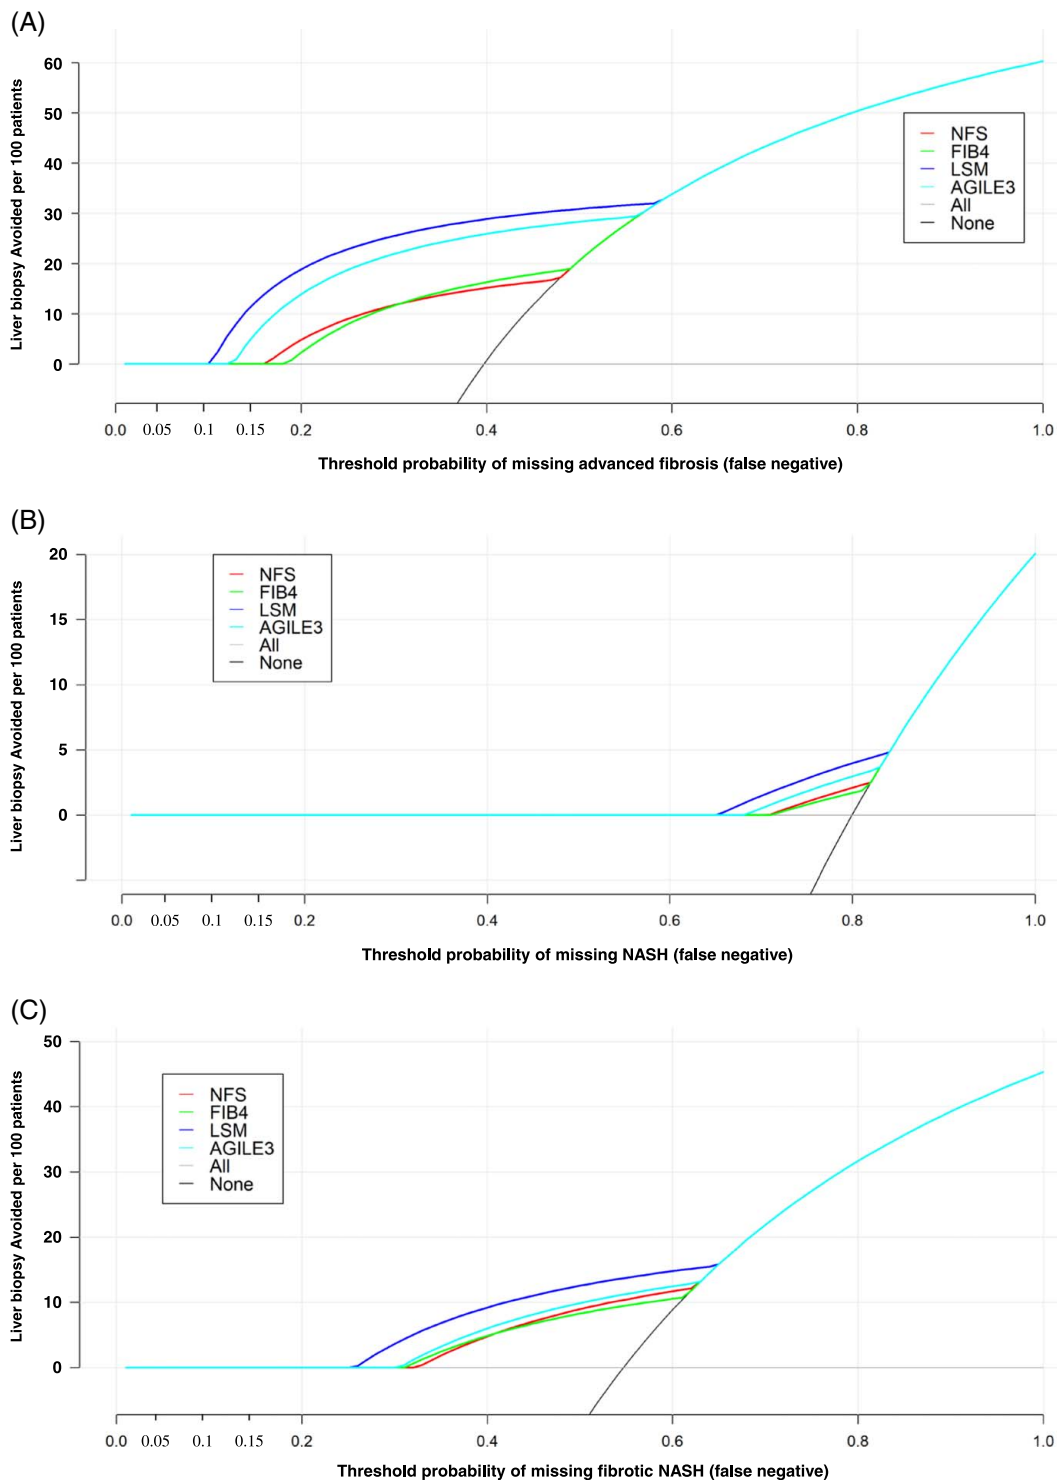 (A)
Liver biopsy Avoided per 100 patients
60
50
40
30
20
10
0
NFS
FIB4
LSM
AGILE3
All
None
0.0 0.05 0.1 0.15 0.2 0.4 0.6 0.8 1.0
Threshold probability of missing advanced fibrosis (false negative)
(B)
Liver biopsy Avoided per 100 patients
20
15
10
5
0
NFS
FIB4
LSM
AGILE3
All
None
0.0 0.05 0.1 0.15 0.2 0.4 0.6 0.8 1.0
Threshold probability of missing NASH (false negative)
(C)
Liver biopsy Avoided per 100 patients
50
40
30
20
10
0
NFS
FIB4
LSM
AGILE3
All
None
0.0 0.05 0.1 0.15 0.2 0.4 0.6 0.8 1.0
Threshold probability of missing fibrotic NASH (false negative)